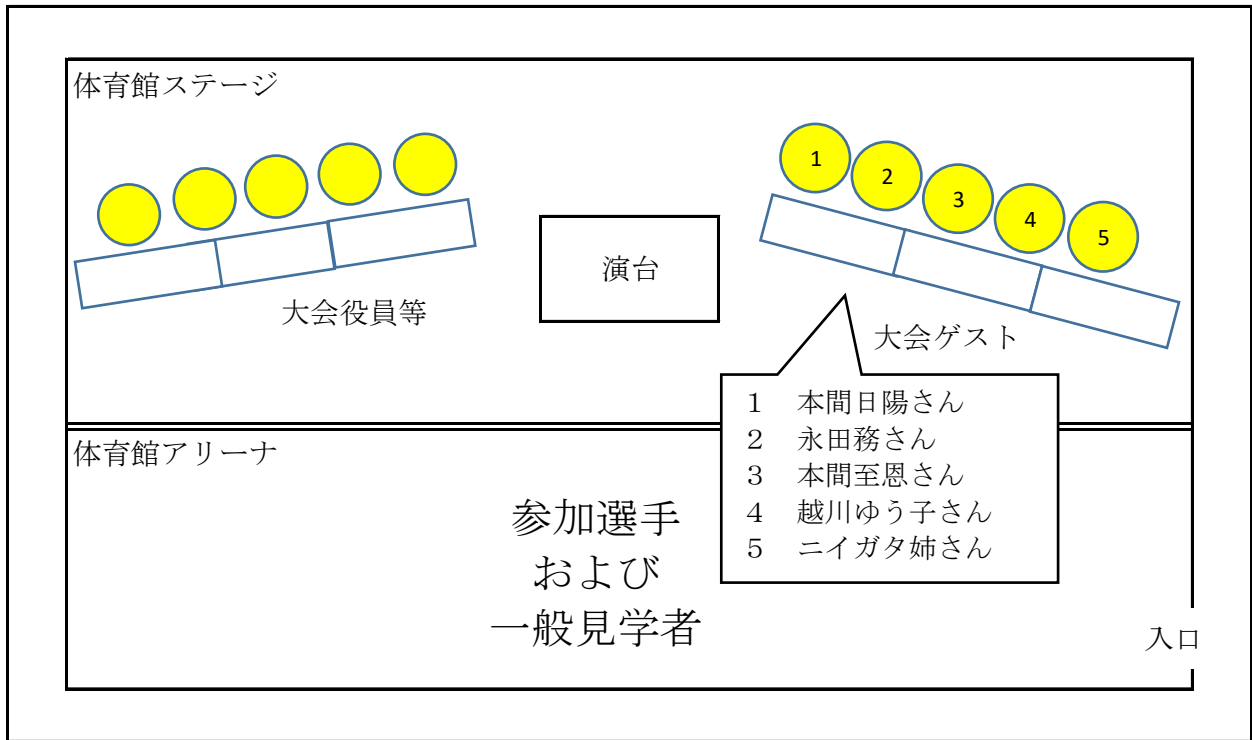 体育館ステージ
1
2
3
4
5
演台
大会役員等
大会ゲスト
1 本間日陽さん
2 永田務さん
3 本間至恩さん
4 越川ゆう子さん
5 ニイガタ姉さん
体育館アリーナ
参加選手
および
一般見学者
入口